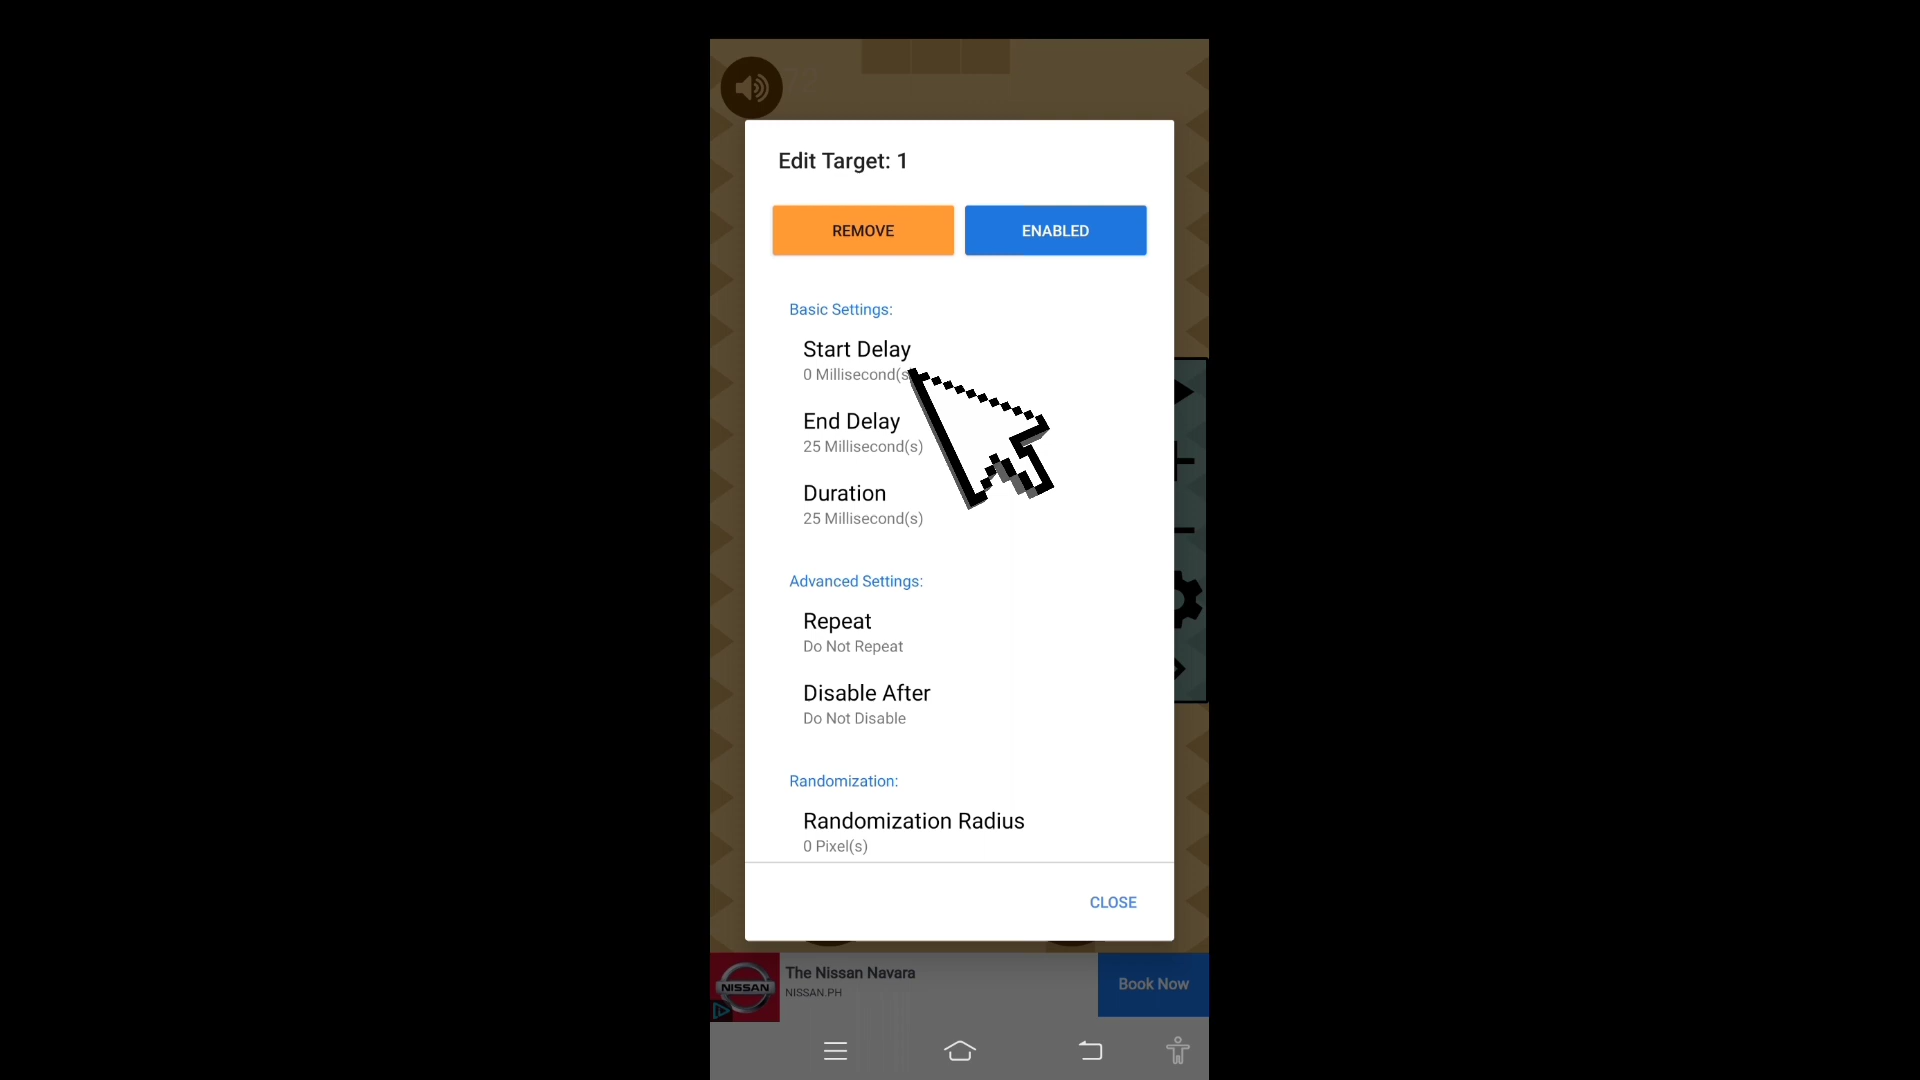 Edit Target: 1
REMOVE
ENABLED
Basic Settings:
Start Delay
0 Millisecond(s
End Delay
25 Millisecond(s)
Duration
25 Millisecond(s)
Advanced Settings:
Repeat
Do Not Repeat
Disable After
Do Not Disable
Randomization:
Randomization Radius
0 Pixel(s)
CLOSE
NISSAN
The Nissan Navara
NISSAN.PH
Book Now